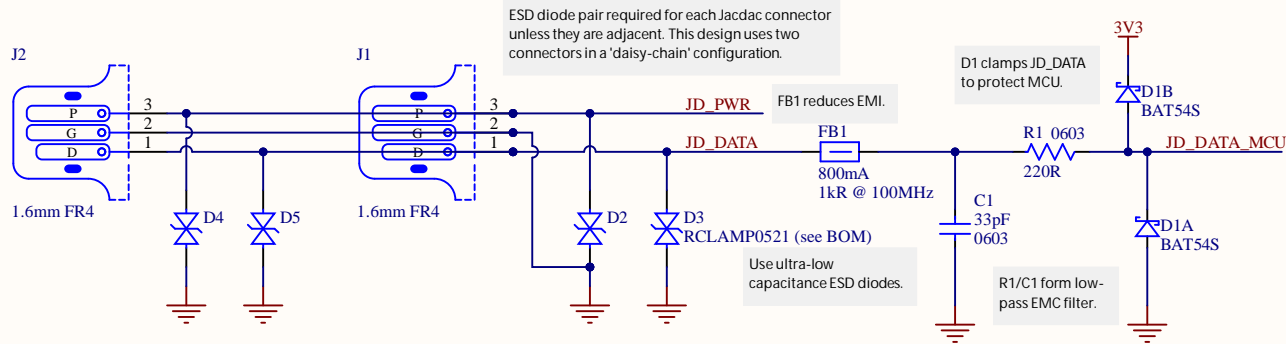 ESD diode pair required for each Jacdac connector
unless they are adjacent. This design uses two
connectors in a 'daisy-chain' configuration.
J2
J1
3V3
D1 clamps JD_DATA
to protect MCU.
D1B
BAT54S
P
3
P
3
JD_PWR
FB1 reduces EMI.
G
2
G
2
D
1
D
1
JD_DATA
FB1
800mA
1kR @ 100MHz
R1 0603
220R
JD_DATA_MCU
1.6mm FR4
1.6mm FR4
D4
D5
D2
D3
RCLAMP0521 (see BOM)
C1
33pF
0603
D1A
BAT54S
Use ultra-low
capacitance ESD diodes.
R1/C1 form low-
pass EMC filter.